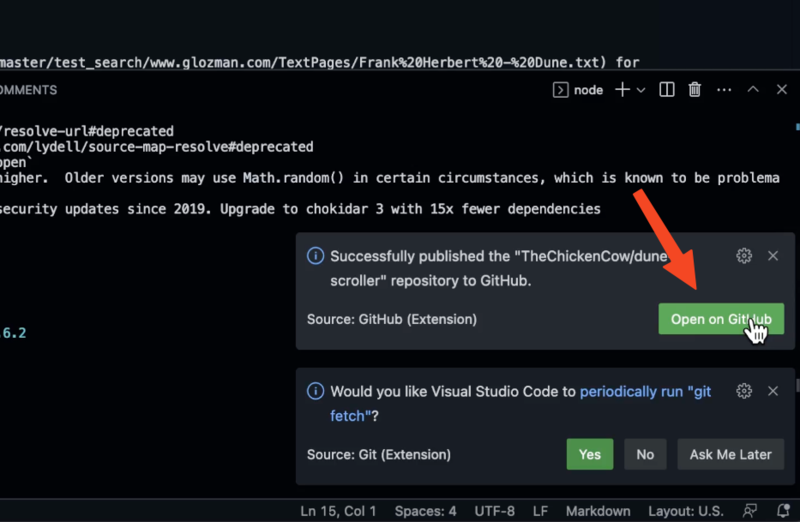 master/test_search/www.glozman.com/TextPages/Frank%20Herbert%20-%20Dune.txt) for
OMMENTS
node
/resolve-url#deprecated
.com/lydell/source-map-resolve#deprecated
open`
higher.  Older versions may use Math.random() in certain circumstances, which is known to be problema
security updates since 2019. Upgrade to chokidar 3 with 15x fewer dependencies
Successfully published the "TheChickenCow/dune
scroller" repository to GitHub.
Source: GitHub (Extension)
Open on GitHub
.6.2
Would you like Visual Studio Code to periodically run "git
fetch"?
Source: Git (Extension)
Yes
No
Ask Me Later
Ln 15, Col 1
Spaces: 4
UTF-8
LF
Markdown
Layout: U.S.